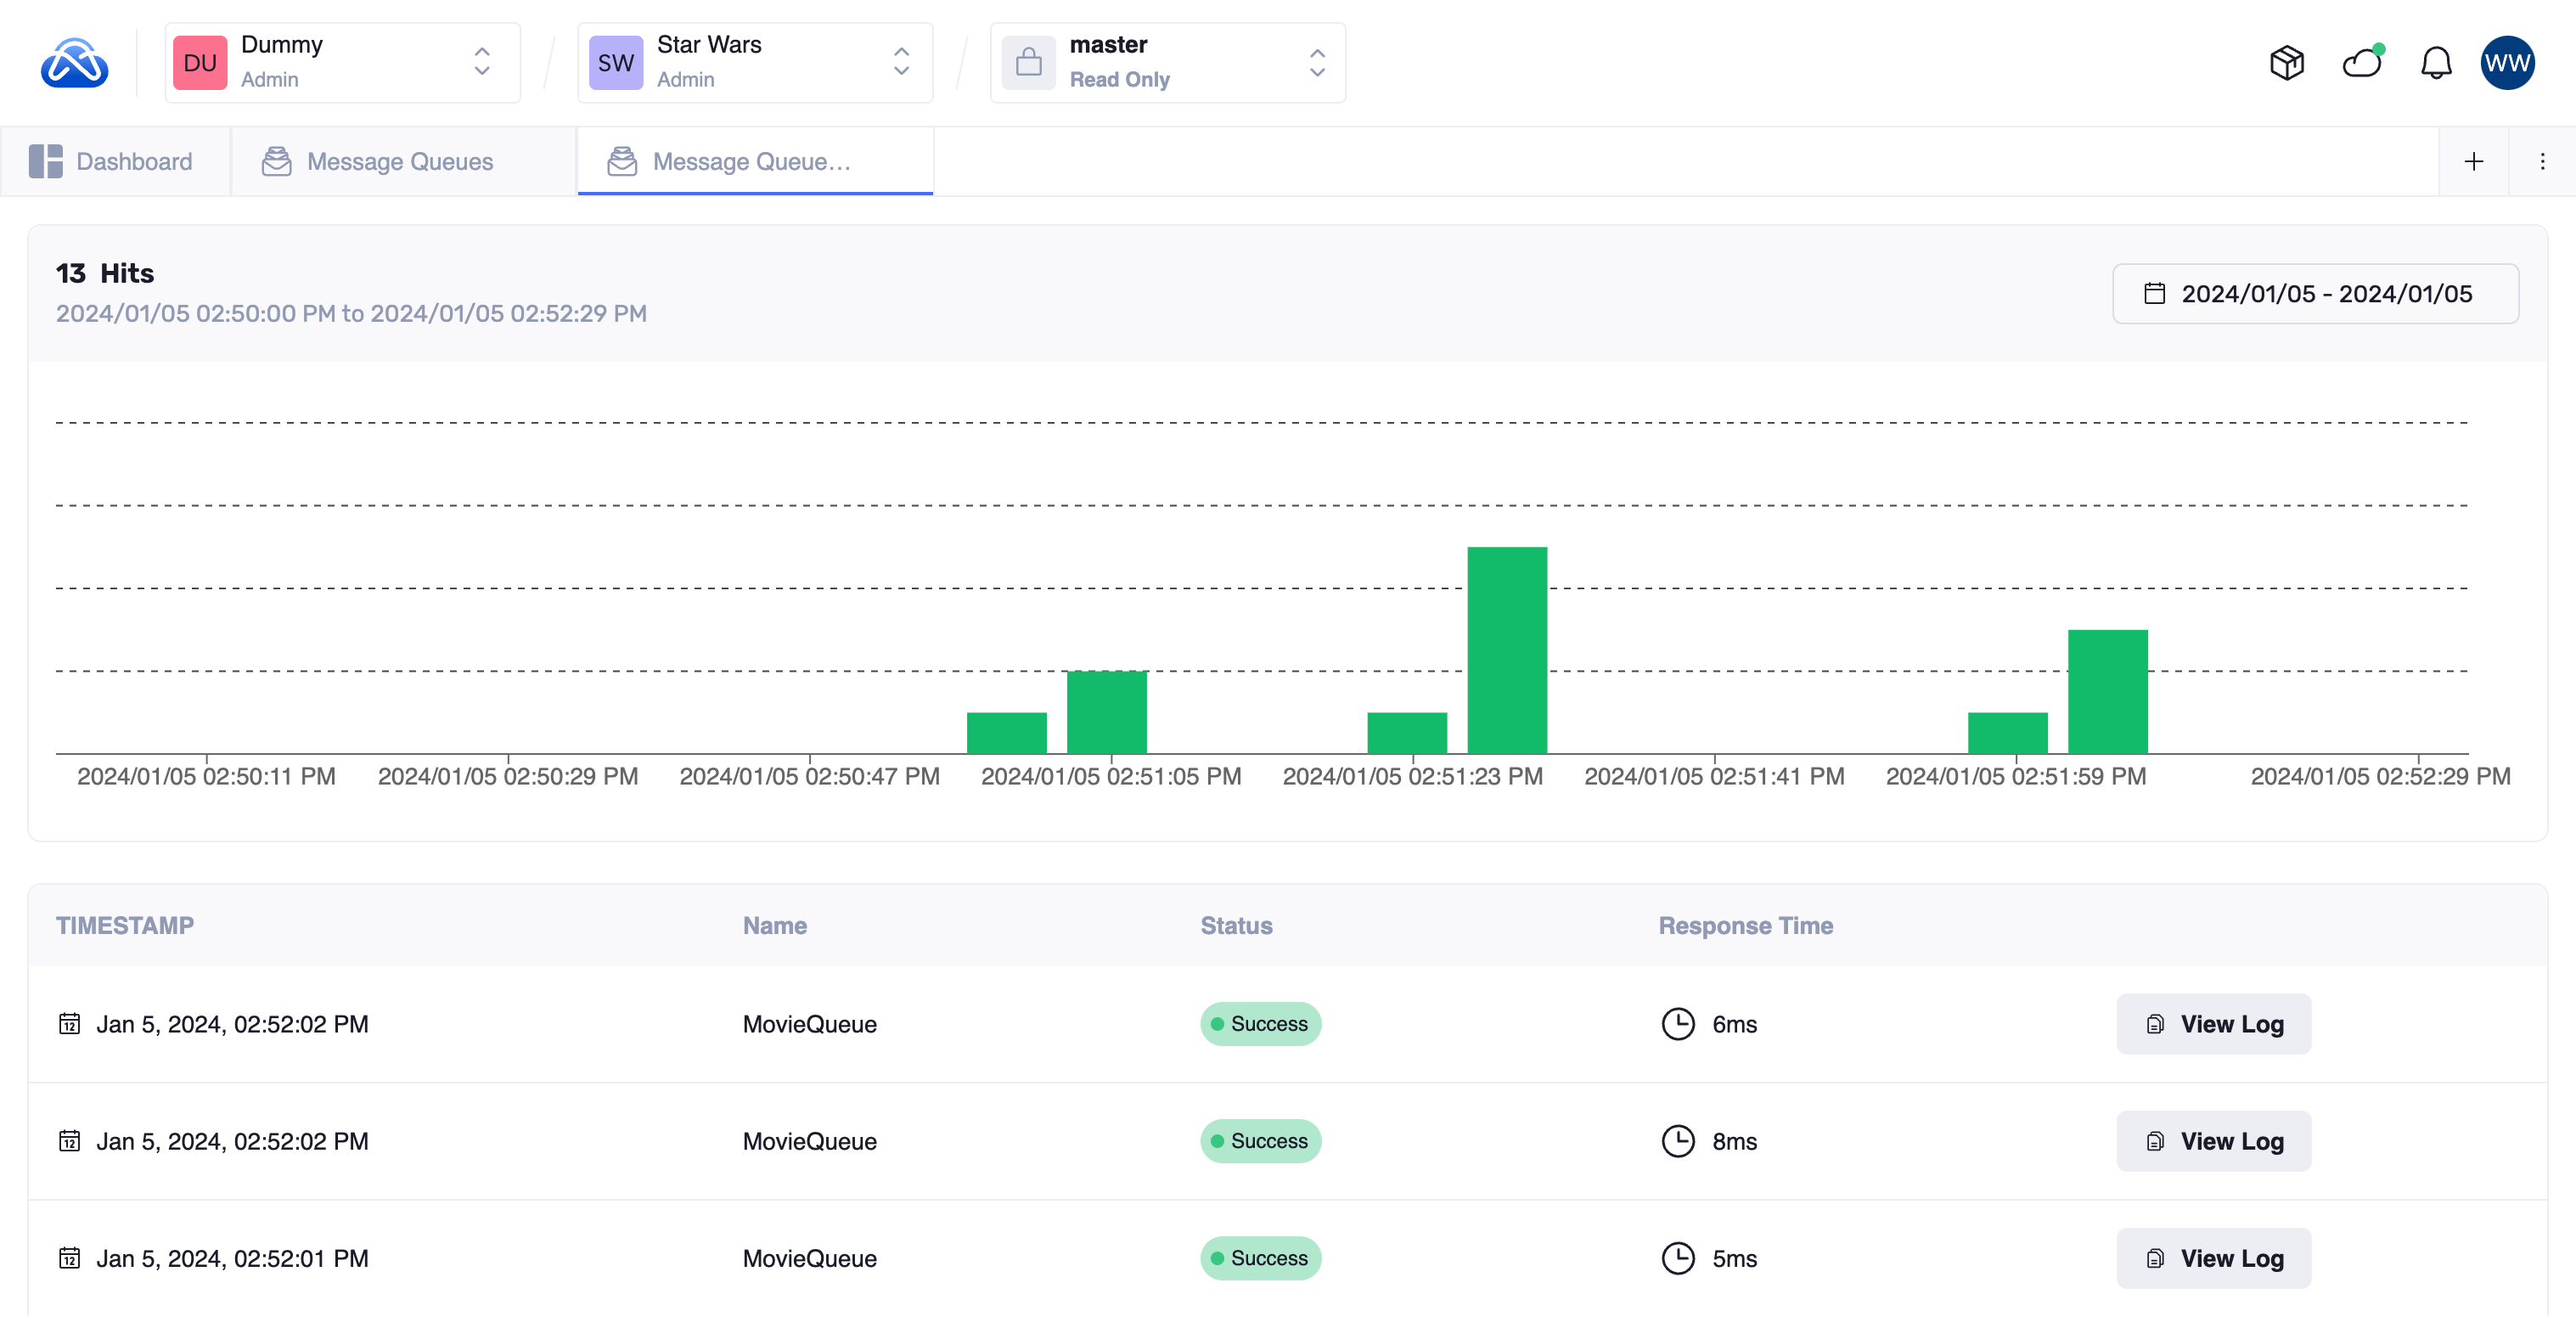 DU
Dummy
Admin
SW
Star Wars
Admin
master
Read Only
WW
Dashboard
Message Queues
Message Queue...
13 Hits
2024/01/05 02:50:00 PM to 2024/01/05 02:52:29 PM
2024/01/05 - 2024/01/05
2024/01/05 02:50:11 PM
2024/01/05 02:50:29 PM
2024/01/05 02:50:47 PM
2024/01/05 02:51:05 PM
2024/01/05 02:51:23 PM
2024/01/05 02:51:41 PM
2024/01/05 02:51:59 PM
2024/01/05 02:52:29 PM
TIMESTAMP Name Status Response Time
12 Jan 5, 2024, 02:52:02 PM MovieQueue Success 6ms View Log
12 Jan 5, 2024, 02:52:02 PM MovieQueue Success 8ms View Log
12 Jan 5, 2024, 02:52:01 PM MovieQueue Success 5ms View Log